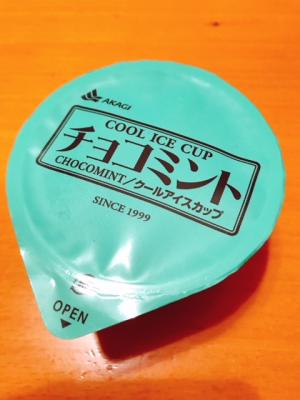 AKAGI
COOL ICE CUP
チョコミント
CHOCOMINT/クールアイスカップ
SINCE 1999
OPEN